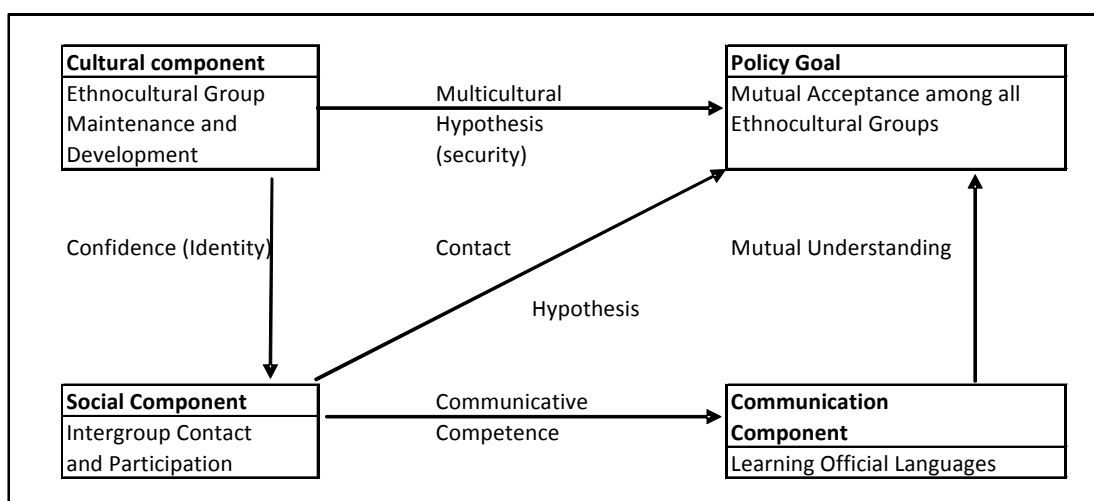 Cultural component
Ethnocultural Group
Maintenance and
Development
Multicultural
Hypothesis
(security)
Policy Goal
Mutual Acceptance among all
Ethnocultural Groups
Confidence (Identity)
Contact
Hypothesis
Mutual Understanding
Social Component
Intergroup Contact
and Participation
Communicative
Competence
Communication
Component
Learning Official Languages